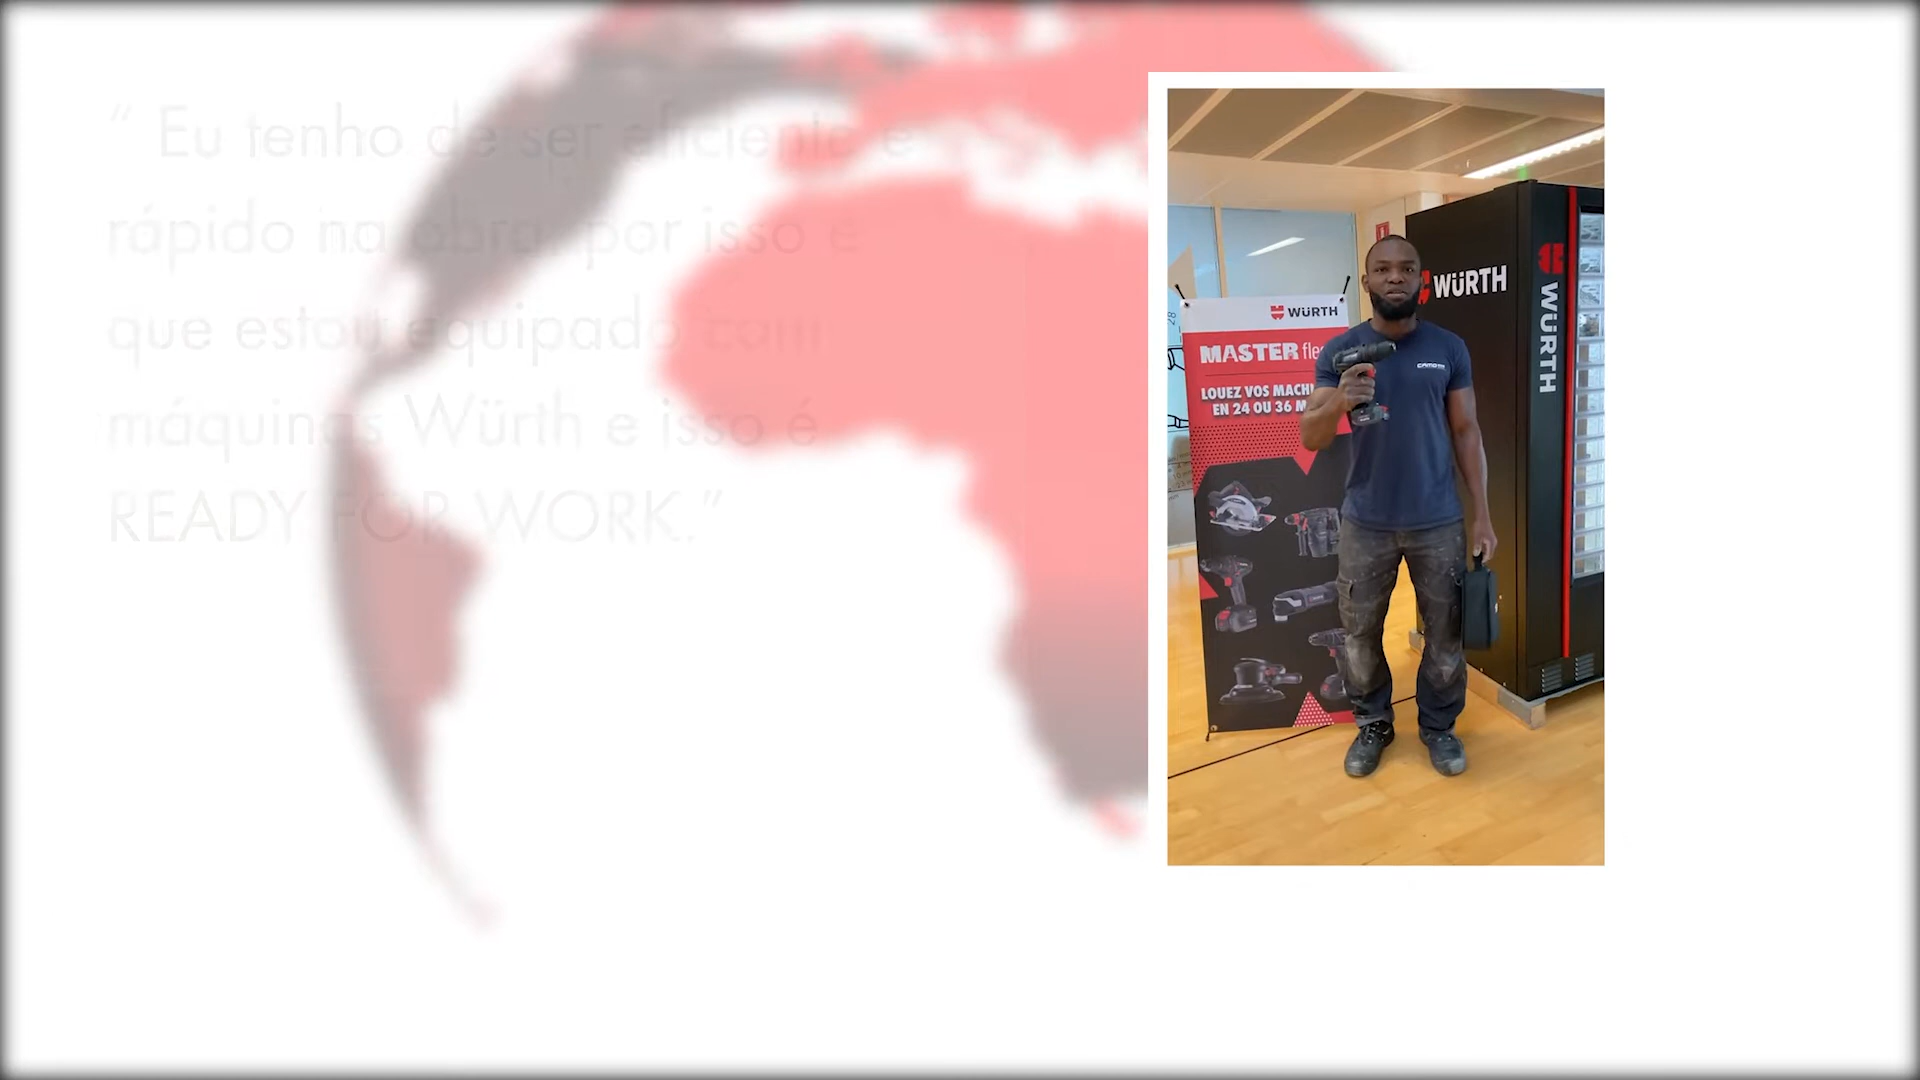 “ Eu tenho de ser eficiente e
rápido na obra, por isso é
que estou equipado com
máquinas Würth e isso é
READY FOR WORK.”
WÜRTH
MASTER
LOUEZ VOS
EN 24 OU 36
WÜRTH
WÜRTH
28